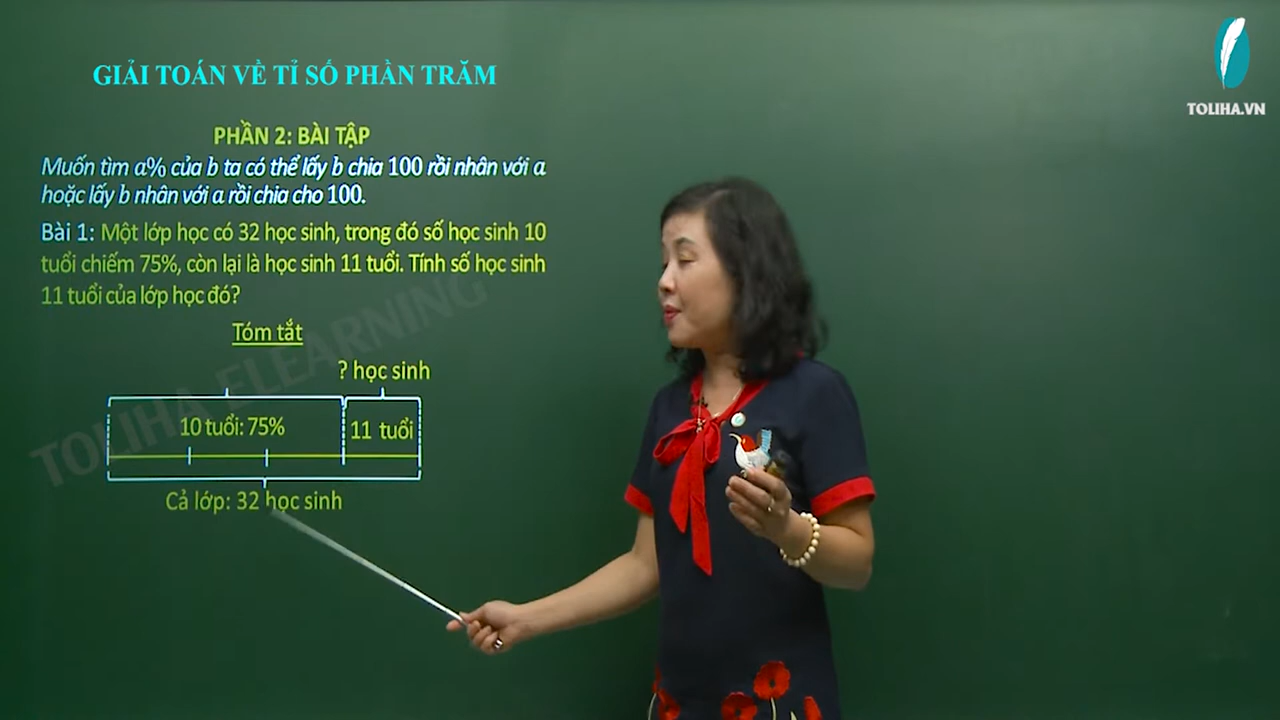 GIẢI TOÁN VỀ TỈ SỐ PHẦN TRĂM
TOLIHA.VN
PHẦN 2: BÀI TẬP
Muốn tìm a% của b ta có thể lấy b chia 100 rồi nhân với a
hoặc lấy b nhân với a rồi chia cho 100.
Bài 1: Một lớp học có 32 học sinh, trong đó số học sinh 10
tuổi chiếm 75%, còn lại là học sinh 11 tuổi. Tính số học sinh
11 tuổi của lớp học đó?
Tóm tắt
? học sinh
10 tuổi: 75%
11 tuổi
Cả lớp: 32 học sinh
TOLIHA ELEARNING